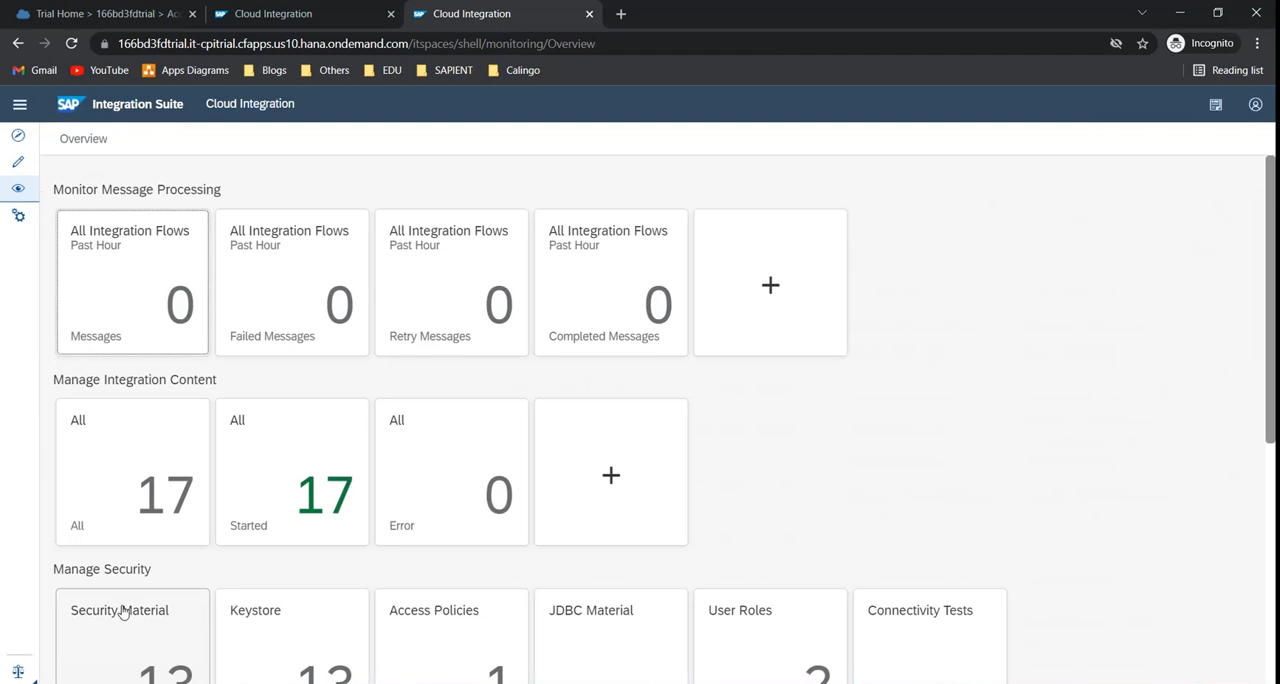 Trial Home > 166bd3fdtrial > Ac
Cloud Integration
Cloud Integration
166bd3fdtrial.it-cpitrial.cfapps.us10.hana.ondemand.com/itspaces/shell/monitoring/Overview
Incognito
Gmail
YouTube
Apps Diagrams
Blogs
Others
EDU
SAPIENT
Calingo
Reading list
SAP
Integration Suite
Cloud Integration
Overview
Monitor Message Processing
All Integration Flows
Past Hour
0
Messages
All Integration Flows
Past Hour
0
Failed Messages
All Integration Flows
Past Hour
0
Retry Messages
All Integration Flows
Past Hour
0
Completed Messages
+
Manage Integration Content
All
17
All
All
17
Started
All
0
Error
+
Manage Security
Security Material
13
Keystore
13
Access Policies
1
JDBC Material
User Roles
2
Connectivity Tests